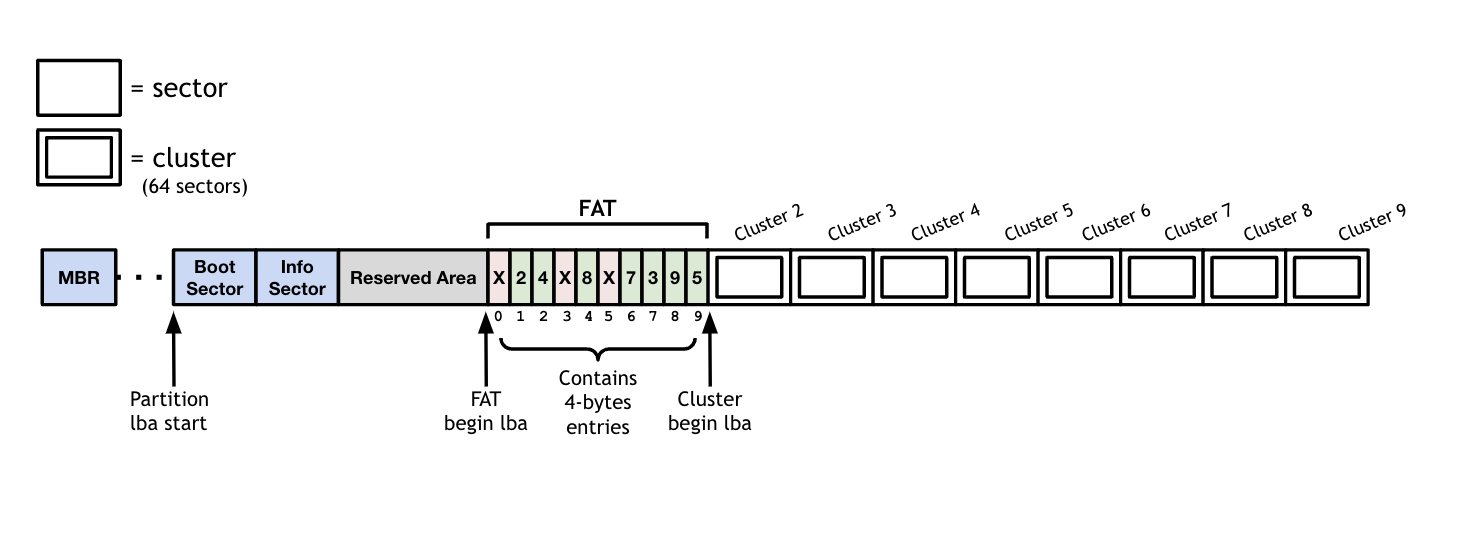 = sector
= cluster
(64 sectors)
FAT
Cluster 2
Cluster 3
Cluster 4
Cluster 5
Cluster 6
Cluster 7
Cluster 8
Cluster 9
MBR
. . .
Boot
Sector
Info
Sector
Reserved Area
X 2 4 X 8 X 7 3 9 5
0 1 2 3 4 5 6 7 8 9
Partition
lba start
FAT
begin lba
Contains
4-bytes
entries
Cluster
begin lba